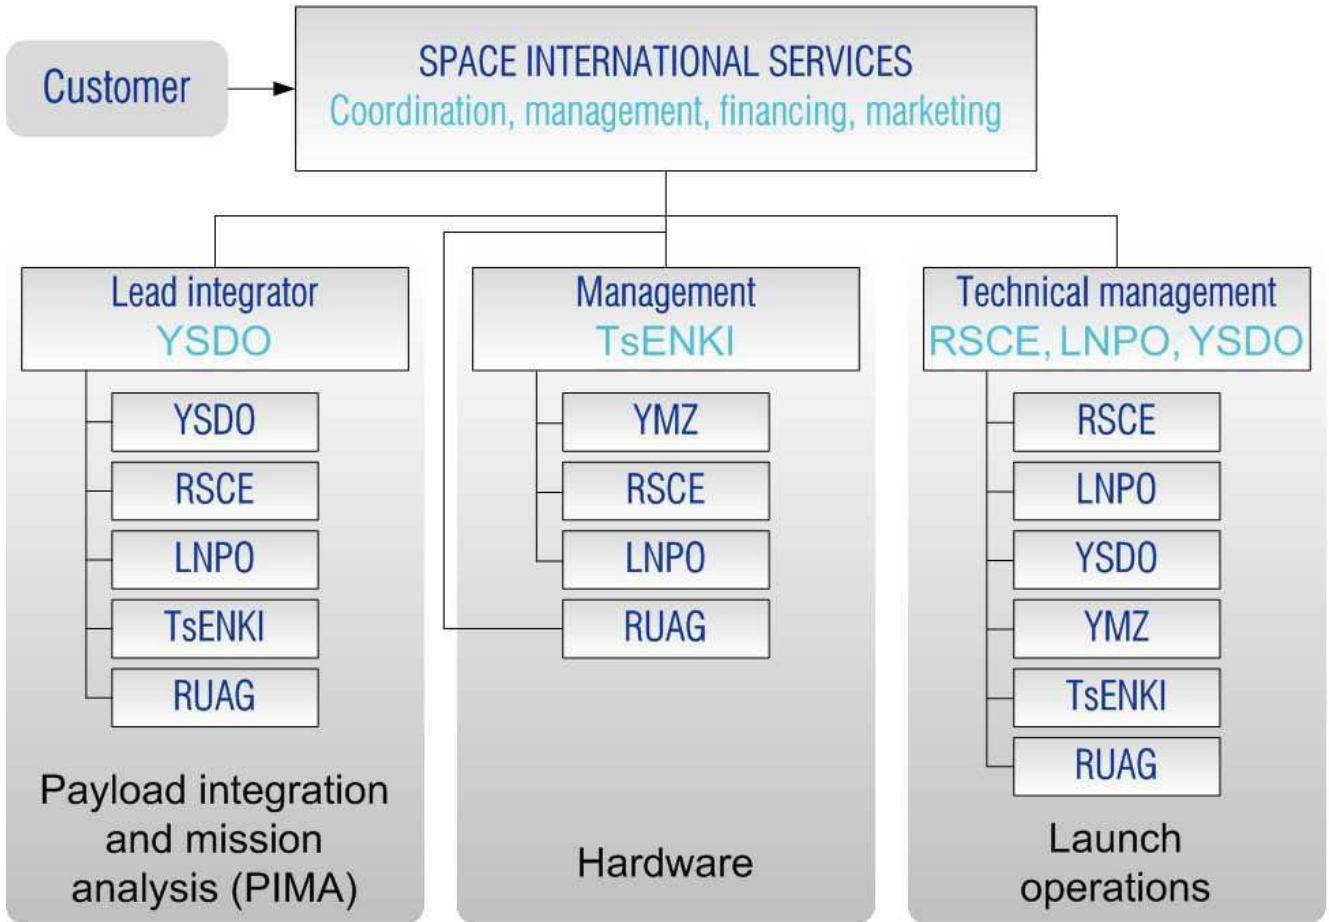 Customer
SPACE INTERNATIONAL SERVICES
Coordination, management, financing, marketing
Lead integrator
YSDO
YSDO
RSCE
LNPO
TsENKI
RUAG
Payload integration
and mission
analysis (PIMA)
Management
TsENKI
YMZ
RSCE
LNPO
RUAG
Hardware
Technical management
RSCE, LNPO, YSDO
RSCE
LNPO
YSDO
YMZ
TsENKI
RUAG
Launch
operations